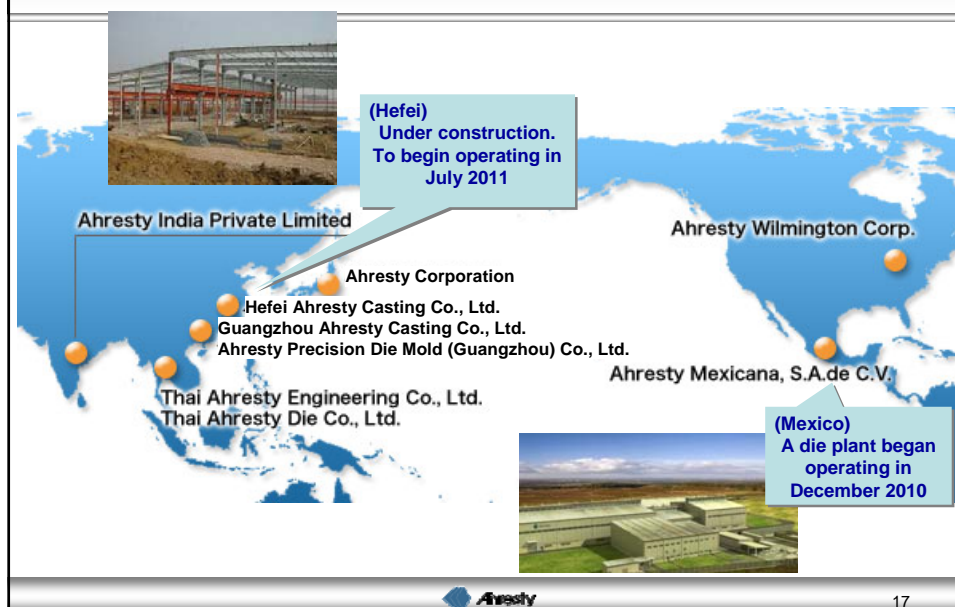 (Hefei)
Under construction.
To begin operating in
July 2011
Ahresty India Private Limited
Ahresty Wilmington Corp.
Ahresty Corporation
Hefei Ahresty Casting Co., Ltd.
Guangzhou Ahresty Casting Co., Ltd.
Ahresty Precision Die Mold (Guangzhou) Co., Ltd.
Ahresty Mexicana, S.A.de C.V.
Thai Ahresty Engineering Co., Ltd.
Thai Ahresty Die Co., Ltd.
(Mexico)
A die plant began
operating in
December 2010
Ahresty
17